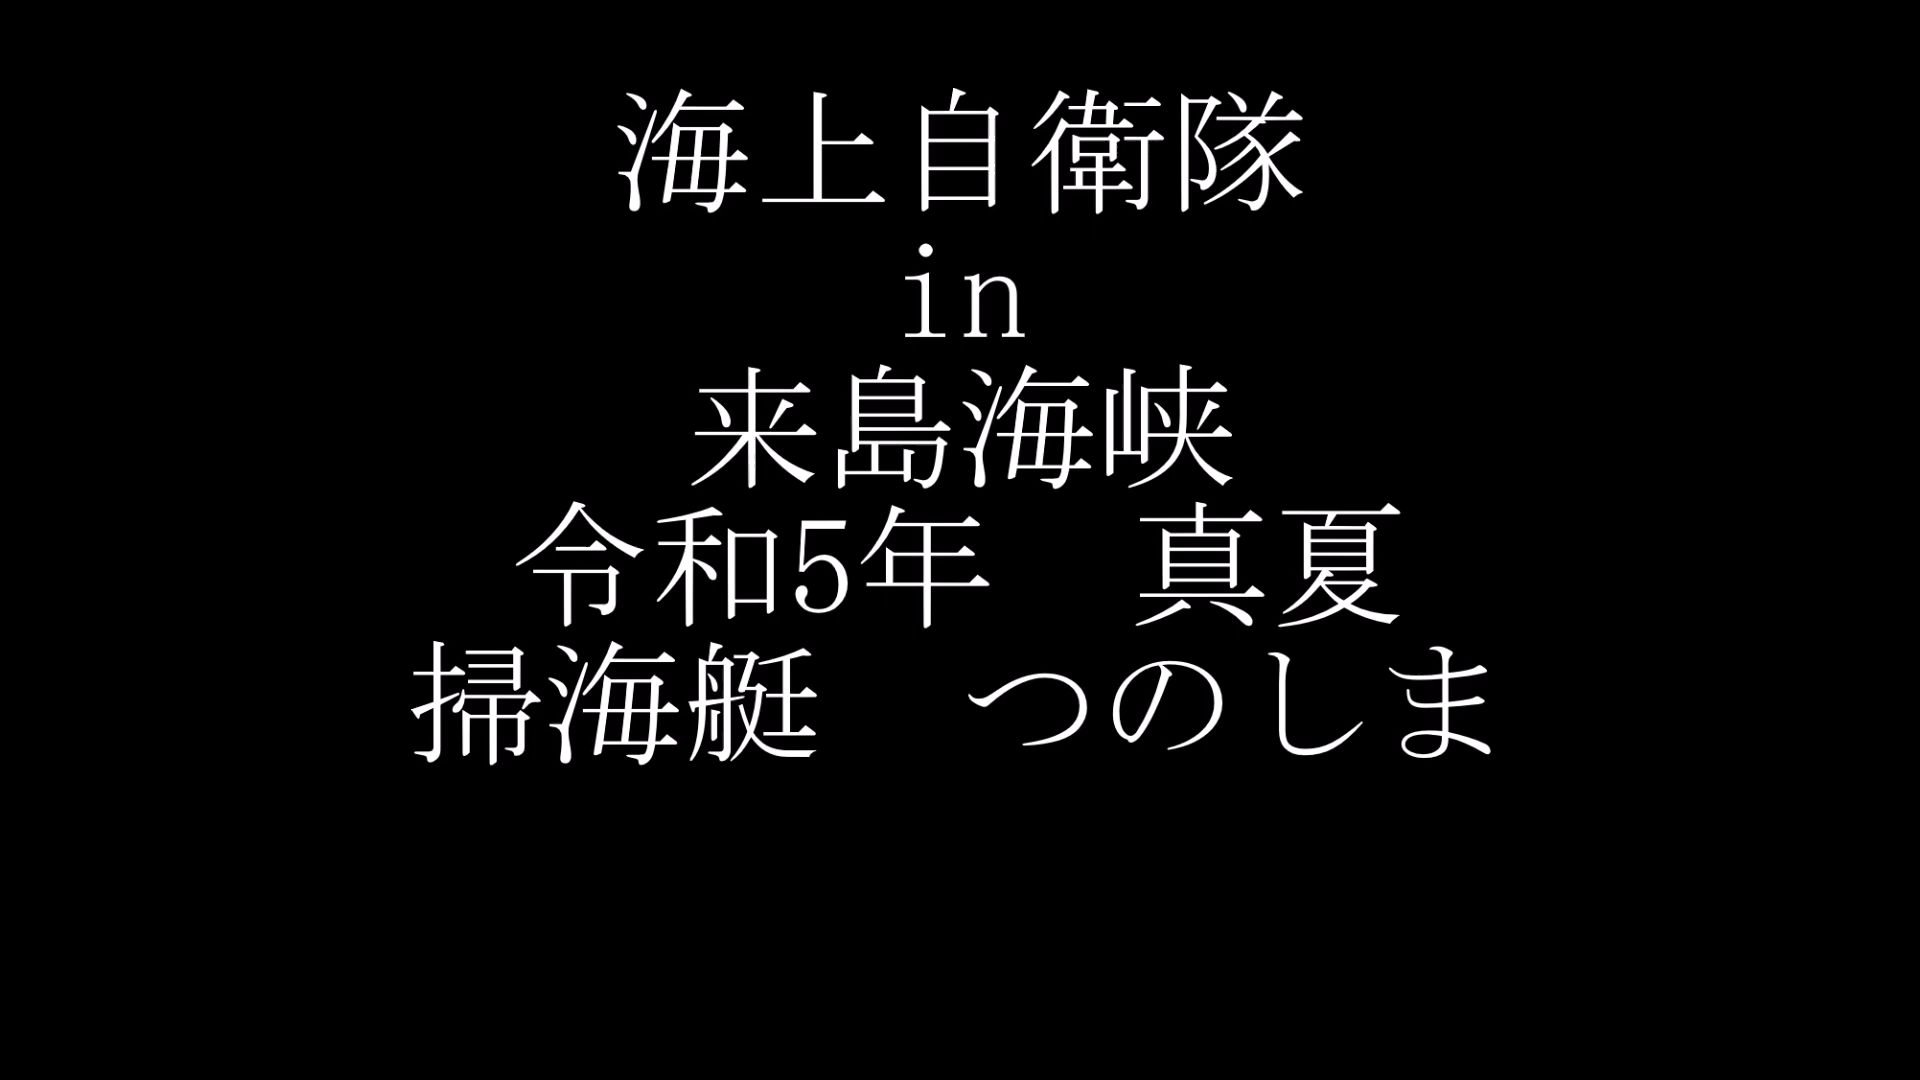 海上自衛隊
in
来島海峡
令和5年　真夏
掃海艇　つのしま